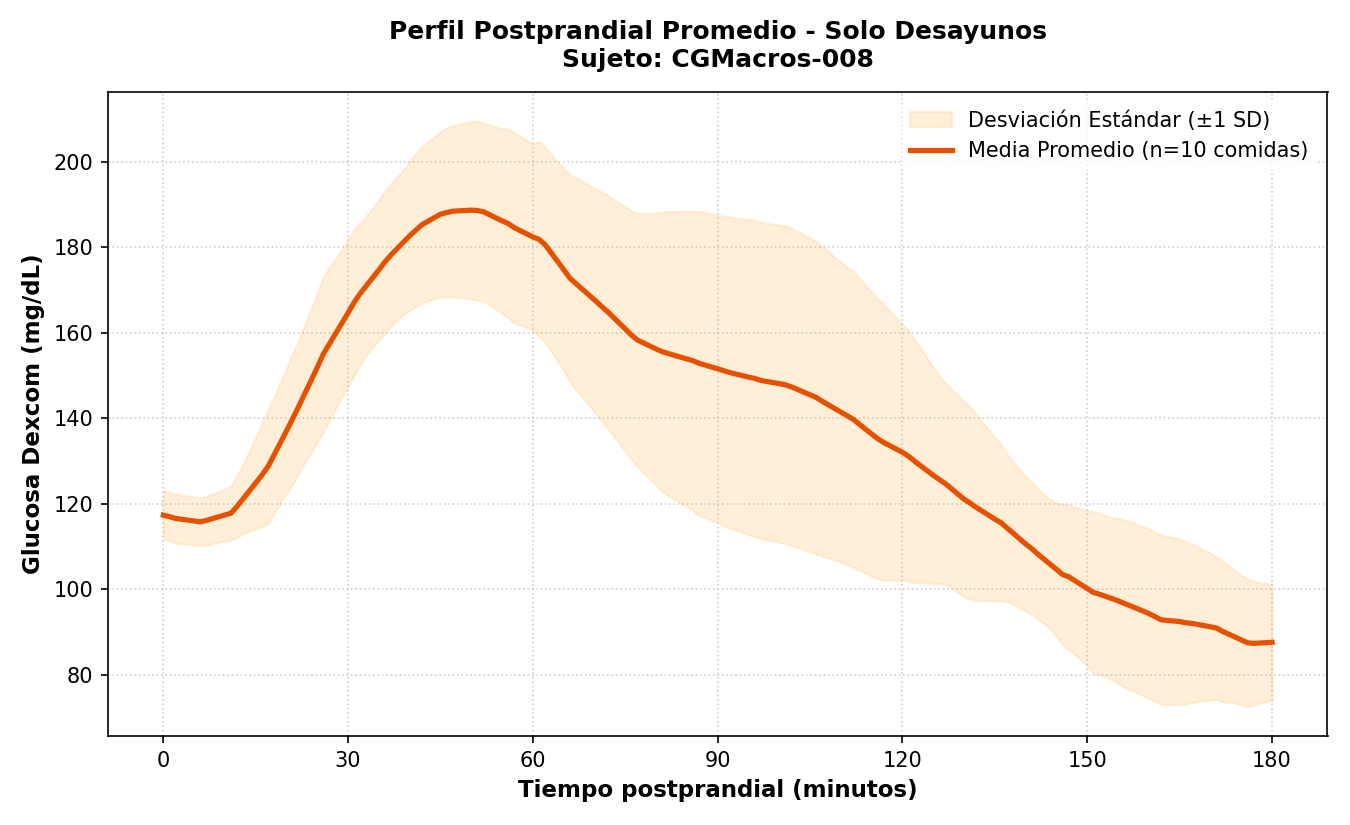 Perfil Postprandial Promedio - Solo Desayunos
Sujeto: CGMacros-008
Desviación Estándar (±1 SD)
Media Promedio (n=10 comidas)
Glucosa Dexcom (mg/dL)
200
180
160
140
120
100
80
0 30 60 90 120 150 180
Tiempo postprandial (minutos)